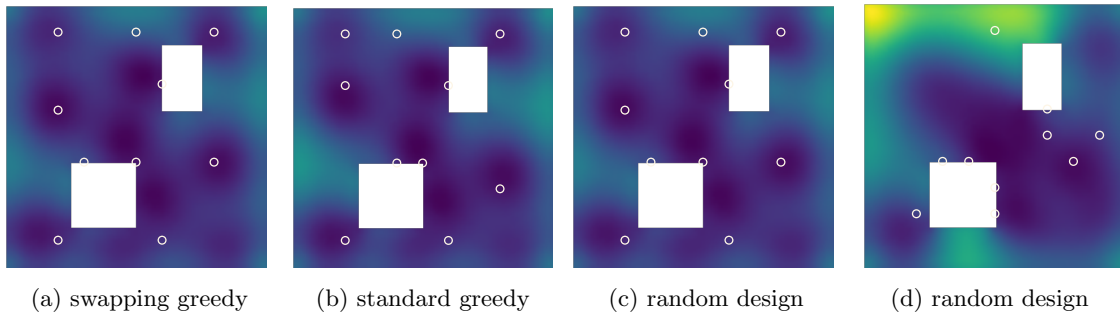 (a) swapping greedy
(b) standard greedy
(c) random design
(d) random design